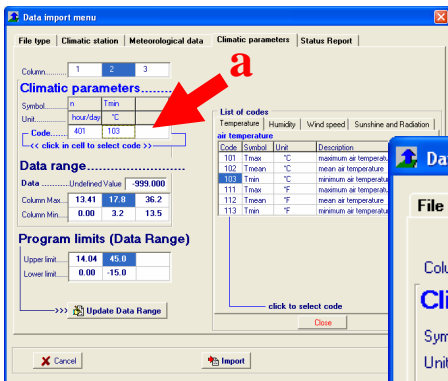 Data import menu
File type Climatic station Meteorological data Climatic parameters Status Report
a
Column 1 2 3
Climatic parameters
Symbol n Tmin
Unit hour/day °C
Code 401 103
<< click in cell to select code >>
Data range
Data Undefined Value -999.000
Column Max 13.41 17.8 36.2
Column Min 0.00 3.2 13.5
Program limits (Data Range)
Upper limit 14.04 45.0
Lower limit 0.00 -15.0
>>> Update Data Range
List of codes
Temperature Humidity Wind speed Sunshine and Radiation
air temperature
Code Symbol Unit Description
101 Tmax °C maximum air temperatu
102 Tmean °C mean air temperature
103 Tmin °C minimum air temperatu
111 Tmax °F maximum air temperatu
112 Tmean °F mean air temperature
113 Tmin °F minimum air temperatu
click to select code
Close
Cancel Import
Da
File
Colu
Cli
Sym
Unit